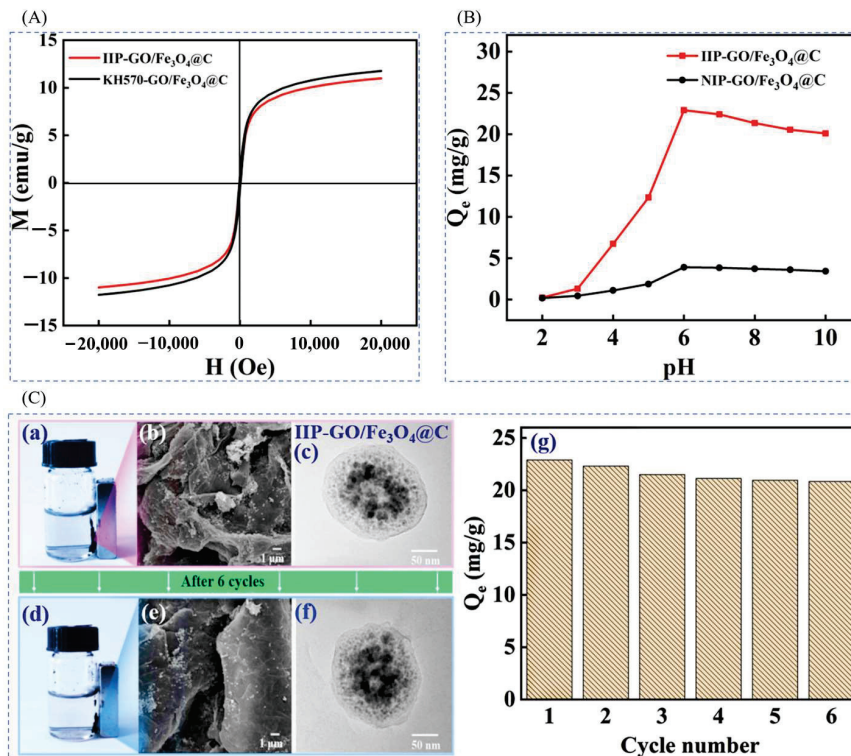 (A)
IIP-GO/Fe₃O₄@C
KH570-GO/Fe₃O₄@C
M (emu/g)
15
10
5
0
−5
−10
−15
−20,000 −10,000 0 10,000 20,000
H (Oe)
(B)
IIP-GO/Fe₃O₄@C
NIP-GO/Fe₃O₄@C
Qₑ (mg/g)
30
25
20
15
10
5
0
2 4 6 8 10
pH
(C)
(a) (b) IIP-GO/Fe₃O₄@C
(c)
1 μm 50 nm
After 6 cycles
(d) (e) (f)
1 μm 50 nm
(g)
Qₑ (mg/g)
25
20
15
10
5
0
1 2 3 4 5 6
Cycle number